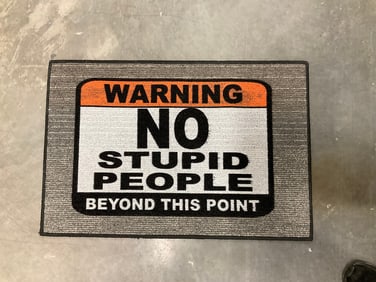 WARNING
NO
STUPID
PEOPLE
BEYOND THIS POINT